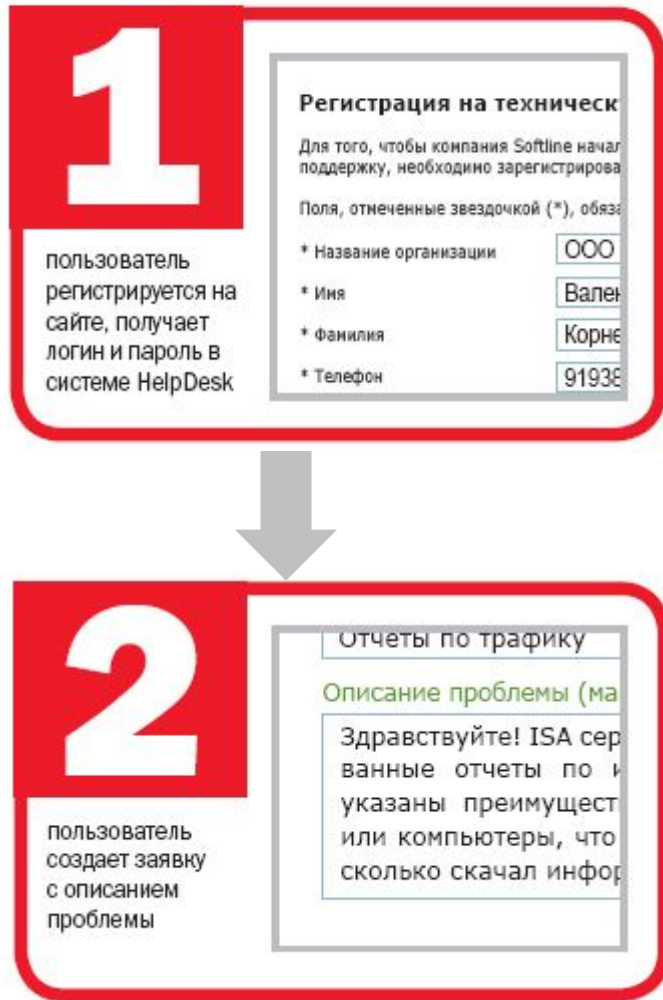 1
пользователь
регистрируется на
сайте, получает
логин и пароль в
системе HelpDesk
Регистрация на техническ
Для того, чтобы компания Softline начал
поддержку, необходимо зарегистрирова
Поля, отмеченные звездочкой (*), обяза
* Название организации ООО
* Имя Вален
* Фамилия Корне
* Телефон 91938
2
пользователь
создает заявку
с описанием
проблемы
Отчеты по трафику
Описание проблемы (ма
Здравствуйте! ISA сер
ванные отчеты по и
указаны преимущест
или компьютеры, что
сколько скачал инфор